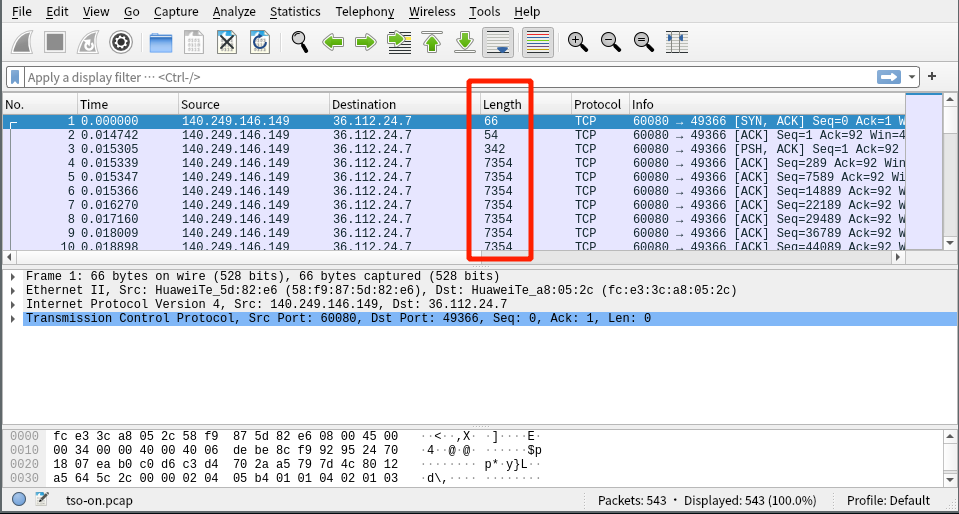 File Edit View Go Capture Analyze Statistics Telephony Wireless Tools Help
Apply a display filter ··· <Ctrl-/>
No. Time Source Destination Length Protocol Info
1 0.000000 140.249.146.149 36.112.24.7 66 TCP 60080 → 49366 [SYN, ACK] Seq=0 Ack=1 W
2 0.014742 140.249.146.149 36.112.24.7 54 TCP 60080 → 49366 [ACK] Seq=1 Ack=92 Win=4
3 0.015305 140.249.146.149 36.112.24.7 342 TCP 60080 → 49366 [PSH, ACK] Seq=1 Ack=92
4 0.015339 140.249.146.149 36.112.24.7 7354 TCP 60080 → 49366 [ACK] Seq=289 Ack=92 Win
5 0.015347 140.249.146.149 36.112.24.7 7354 TCP 60080 → 49366 [ACK] Seq=7589 Ack=92 Wi
6 0.015366 140.249.146.149 36.112.24.7 7354 TCP 60080 → 49366 [ACK] Seq=14889 Ack=92 W
7 0.016270 140.249.146.149 36.112.24.7 7354 TCP 60080 → 49366 [ACK] Seq=22189 Ack=92 W
8 0.017160 140.249.146.149 36.112.24.7 7354 TCP 60080 → 49366 [ACK] Seq=29489 Ack=92 W
9 0.018009 140.249.146.149 36.112.24.7 7354 TCP 60080 → 49366 [ACK] Seq=36789 Ack=92 W
10 0.018898 140.249.146.149 36.112.24.7 7354 TCP 60080 → 49366 [ACK] Seq=44089 Ack=92 W
Frame 1: 66 bytes on wire (528 bits), 66 bytes captured (528 bits)
Ethernet II, Src: HuaweiTe_5d:82:e6 (58:f9:87:5d:82:e6), Dst: HuaweiTe_a8:05:2c (fc:e3:3c:a8:05:2c)
Internet Protocol Version 4, Src: 140.249.146.149, Dst: 36.112.24.7
Transmission Control Protocol, Src Port: 60080, Dst Port: 49366, Seq: 0, Ack: 1, Len: 0
0000 fc e3 3c a8 05 2c 58 f9 87 5d 82 e6 08 00 45 00 ··<··,X· ·]····E·
0010 00 34 00 00 40 00 40 06 de be 8c f9 92 95 24 70 ·4··@·@· ······$p
0020 18 07 ea b0 c0 d6 c3 d4 70 2a a5 79 7d 4c 80 12 ········ p*·y}L··
0030 a5 64 5c 2c 00 00 02 04 05 b4 01 01 04 02 01 03 ·d\,···· ········
tso-on.pcap Packets: 543 · Displayed: 543 (100.0%) Profile: Default